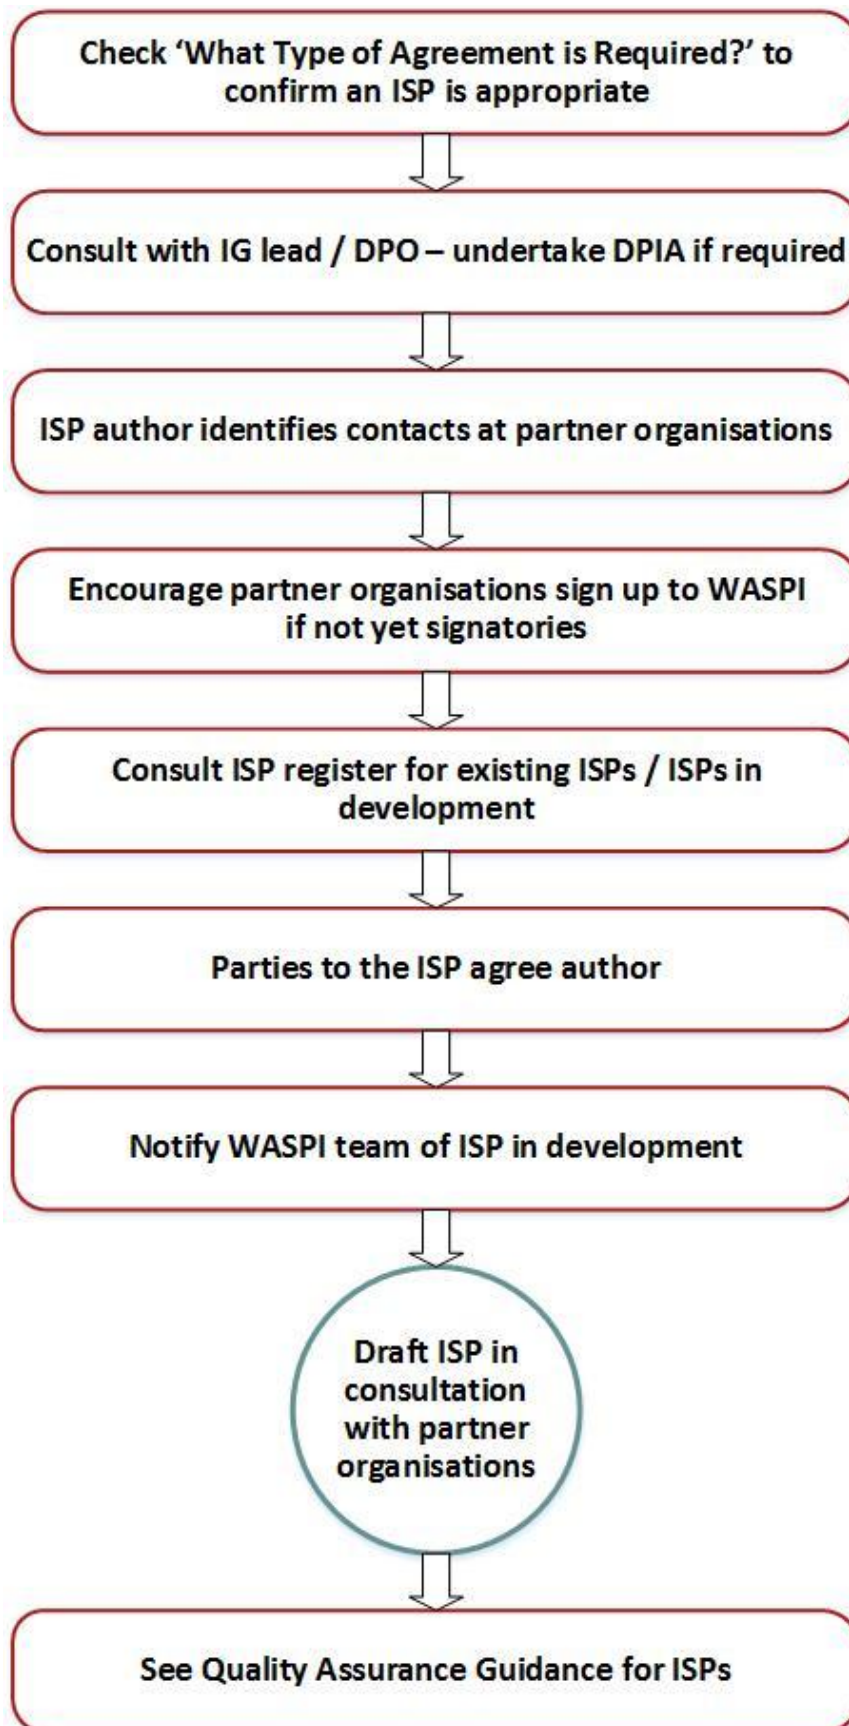 Check ‘What Type of Agreement is Required?’ to
confirm an ISP is appropriate
Consult with IG lead / DPO – undertake DPIA if required
ISP author identifies contacts at partner organisations
Encourage partner organisations sign up to WASPI
if not yet signatories
Consult ISP register for existing ISPs / ISPs in
development
Parties to the ISP agree author
Notify WASPI team of ISP in development
Draft ISP in
consultation
with partner
organisations
See Quality Assurance Guidance for ISPs